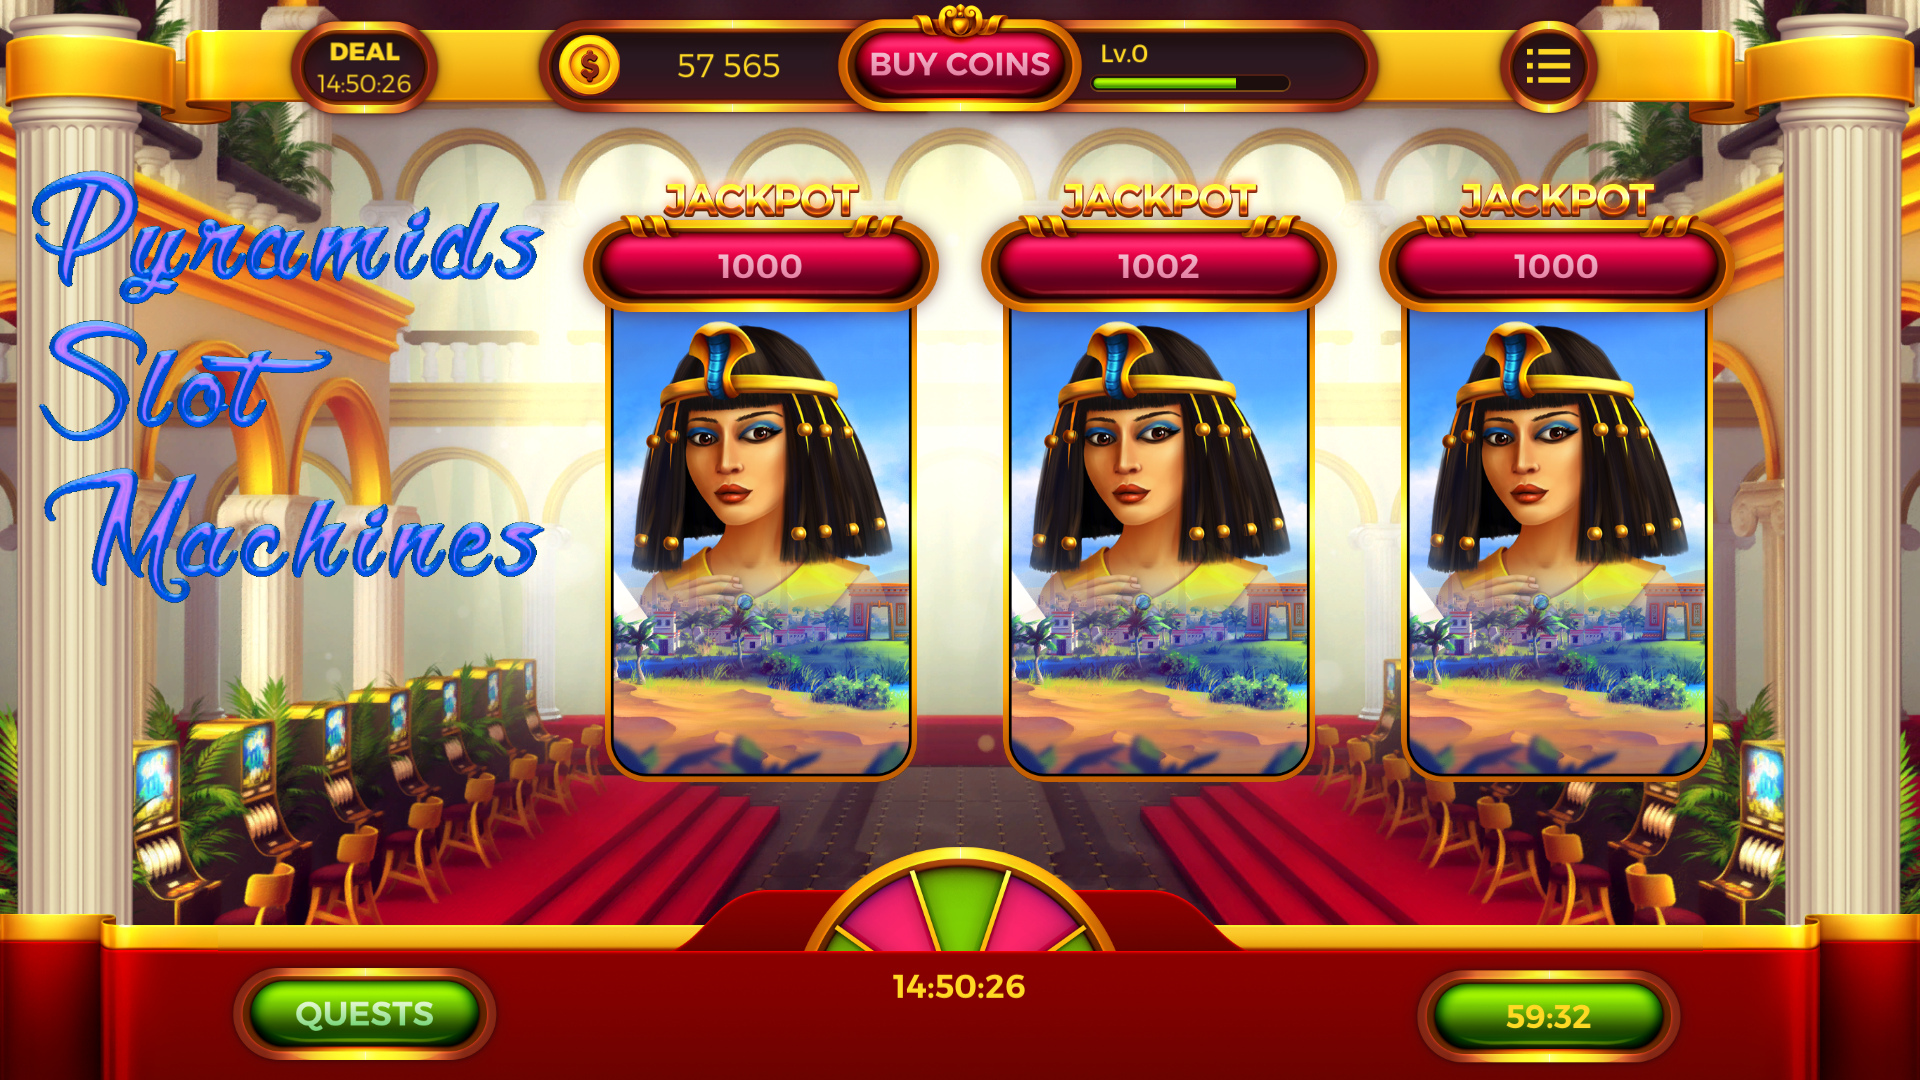 DEAL
14:50:26
57 565
BUY COINS
Lv.0
Pyramids
Slot
Machines
JACKPOT
1000
JACKPOT
1002
JACKPOT
1000
14:50:26
QUESTS
59:32